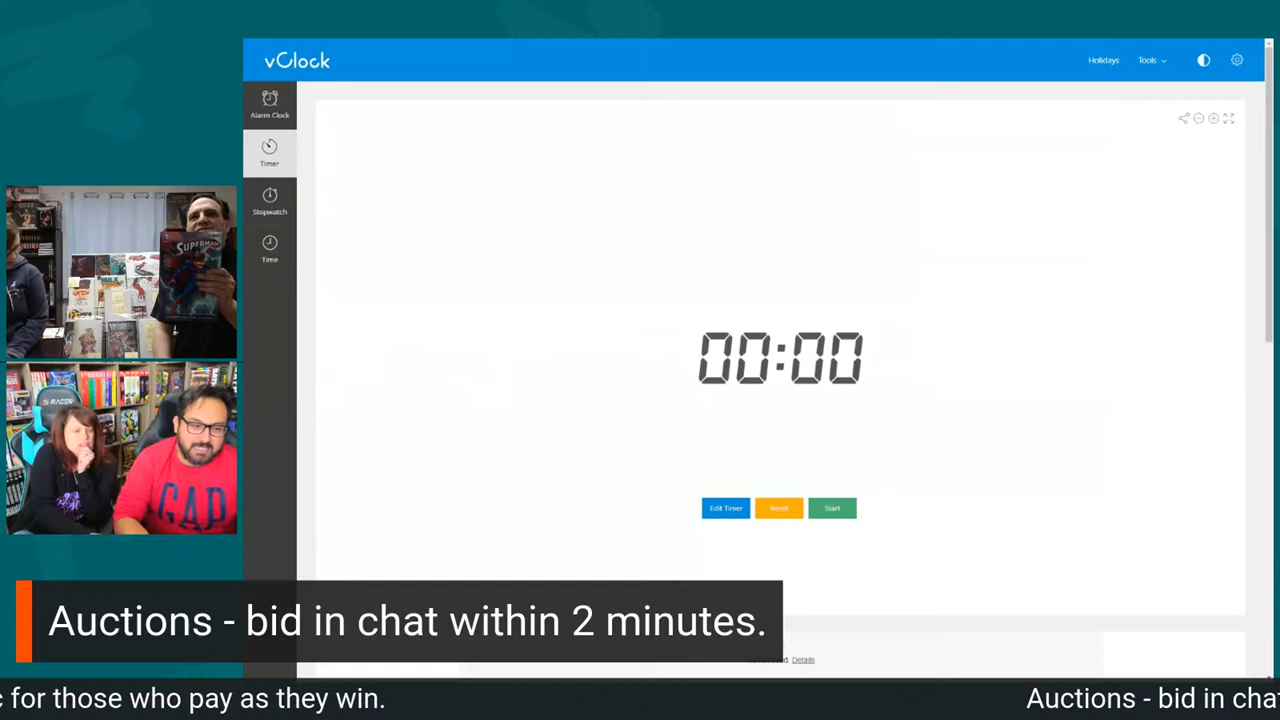 vClock
Holidays
Tools
Alarm Clock
Timer
Stopwatch
Time
SUPERMAN
S RACER
GAP
00:00
Edit Timer
Reset
Start
Auctions - bid in chat within 2 minutes.
Details
c for those who pay as they win.
Auctions - bid in chat